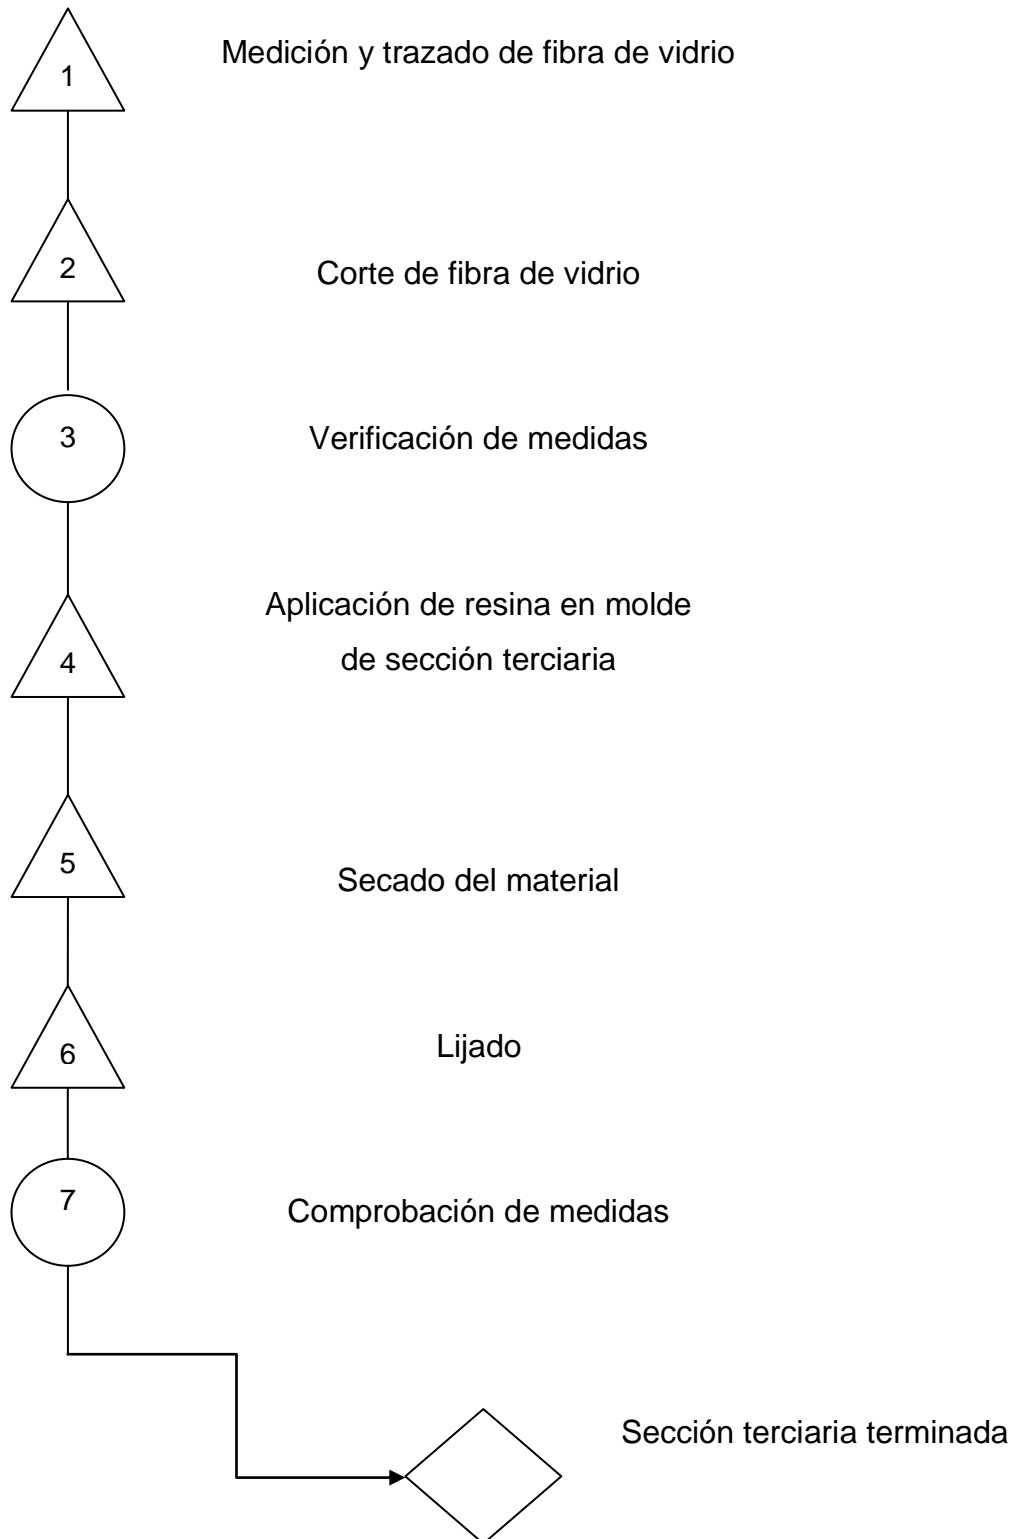 1
Medición y trazado de fibra de vidrio
2
Corte de fibra de vidrio
3
Verificación de medidas
4
Aplicación de resina en molde
de sección terciaria
5
Secado del material
6
Lijado
7
Comprobación de medidas
Sección terciaria terminada